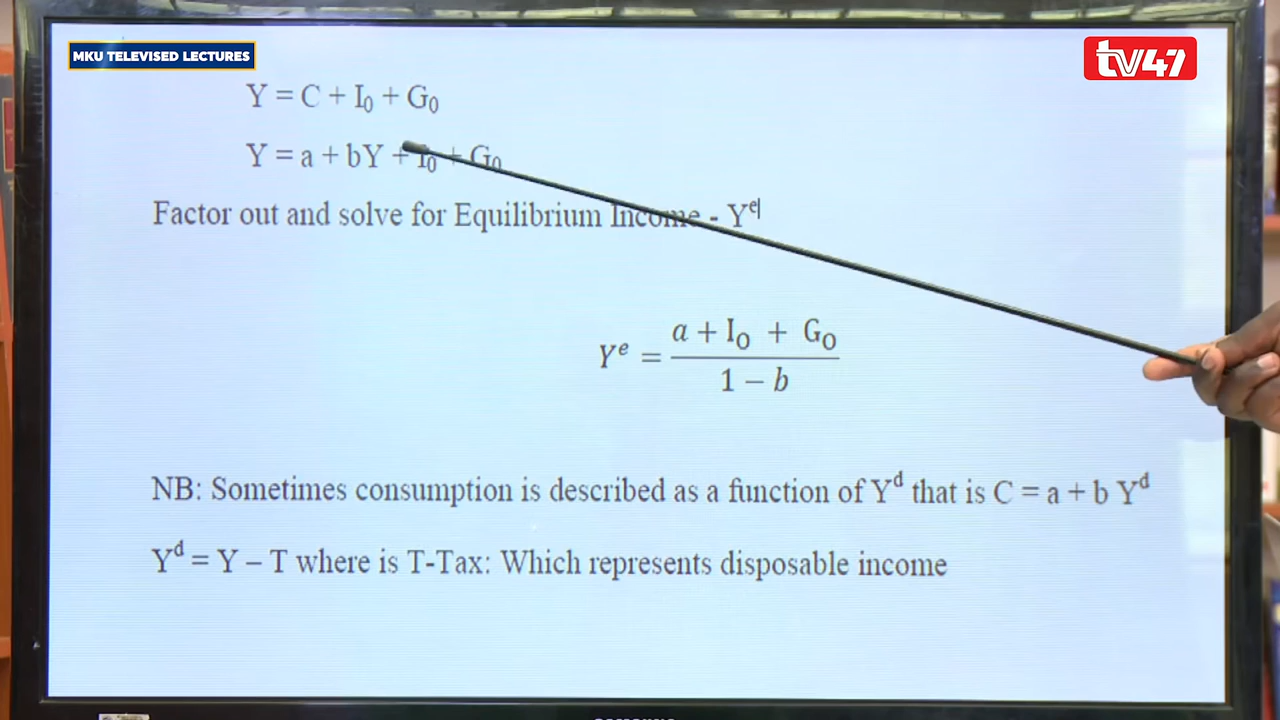 MKU TELEVISED LECTURES
tv47
Y = C + I₀ + G₀
Y = a + bY + I₀ + G₀
Factor out and solve for Equilibrium Income - Yᵉ
Yᵉ = (a + I₀ + G₀) / (1 − b)
NB: Sometimes consumption is described as a function of Yᵈ that is C = a + b Yᵈ
Yᵈ = Y – T where is T-Tax: Which represents disposable income